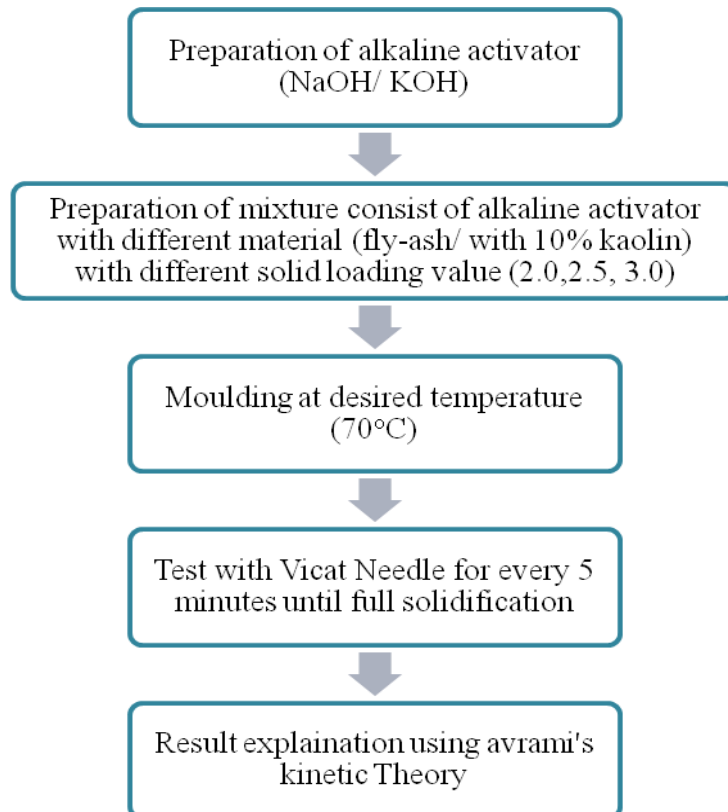 Preparation of alkaline activator
(NaOH/ KOH)
Preparation of mixture consist of alkaline activator
with different material (fly-ash/ with 10% kaolin)
with different solid loading value (2.0,2.5, 3.0)
Moulding at desired temperature
(70°C)
Test with Vicat Needle for every 5
minutes until full solidification
Result explaination using avrami's
kinetic Theory